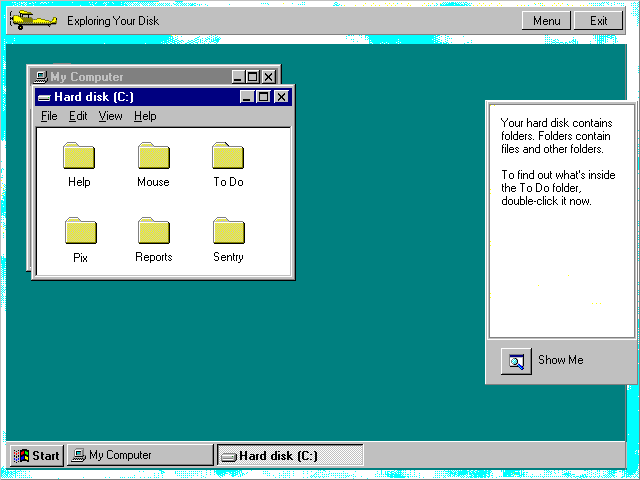 Exploring Your Disk
Menu
Exit
My Computer
Hard disk (C:)
File Edit View Help
Help
Mouse
To Do
Pix
Reports
Sentry
Your hard disk contains
folders. Folders contain
files and other folders.
To find out what's inside
the To Do folder,
double-click it now.
Show Me
Start
My Computer
Hard disk (C:)